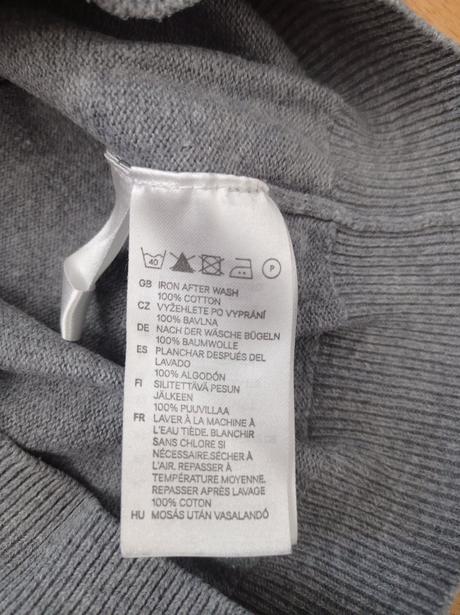 40 P
GB IRON AFTER WASH
100% COTTON
CZ VYŽEHLETE PO VYPRÁNÍ
100% BAVLNA
DE NACH DER WÄSCHE BÜGELN
100% BAUMWOLLE
ES PLANCHAR DESPUÉS DEL
LAVADO
100% ALGODÓN
FI SILITETTÄVÄ PESUN
JÄLKEEN
100% PUUVILLAA
FR LAVER À LA MACHINE À
L'EAU TIÈDE. BLANCHIR
SANS CHLORE SI
NÉCESSAIRE.SÉCHER À
L'AIR. REPASSER À
TEMPÉRATURE MOYENNE.
REPASSER APRÈS LAVAGE
100% COTON
HU MOSÁS UTÁN VASALANDÓ